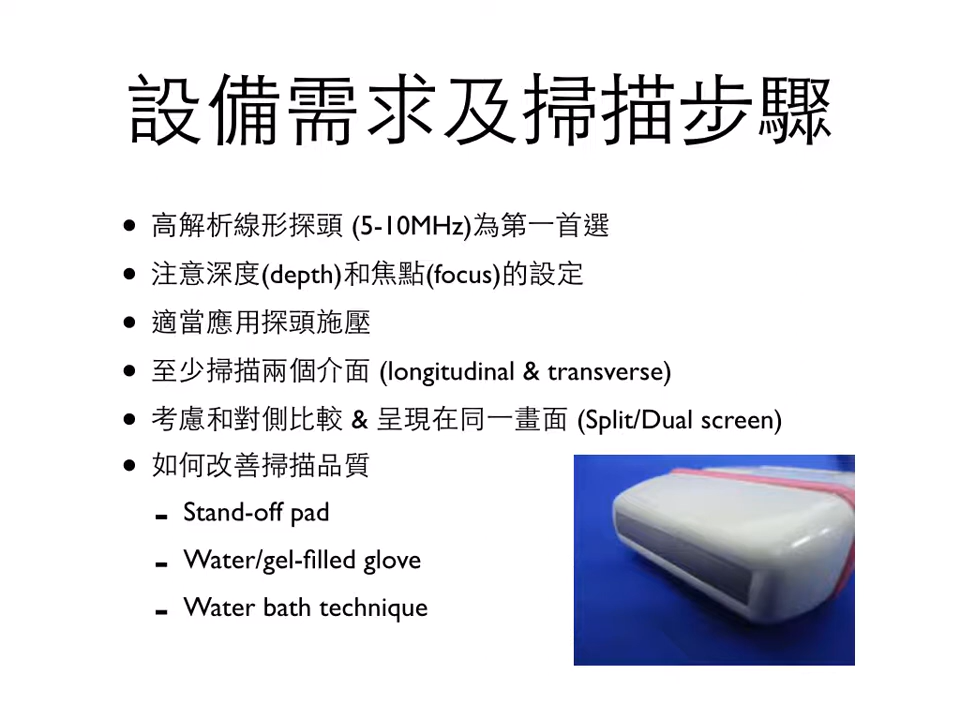 設備需求及掃描步驟
• 高解析線形探頭 (5-10MHz)為第一首選
• 注意深度(depth)和焦點(focus)的設定
• 適當應用探頭施壓
• 至少掃描兩個介面 (longitudinal & transverse)
• 考慮和對側比較 & 呈現在同一畫面 (Split/Dual screen)
• 如何改善掃描品質
- Stand-off pad
- Water/gel-filled glove
- Water bath technique